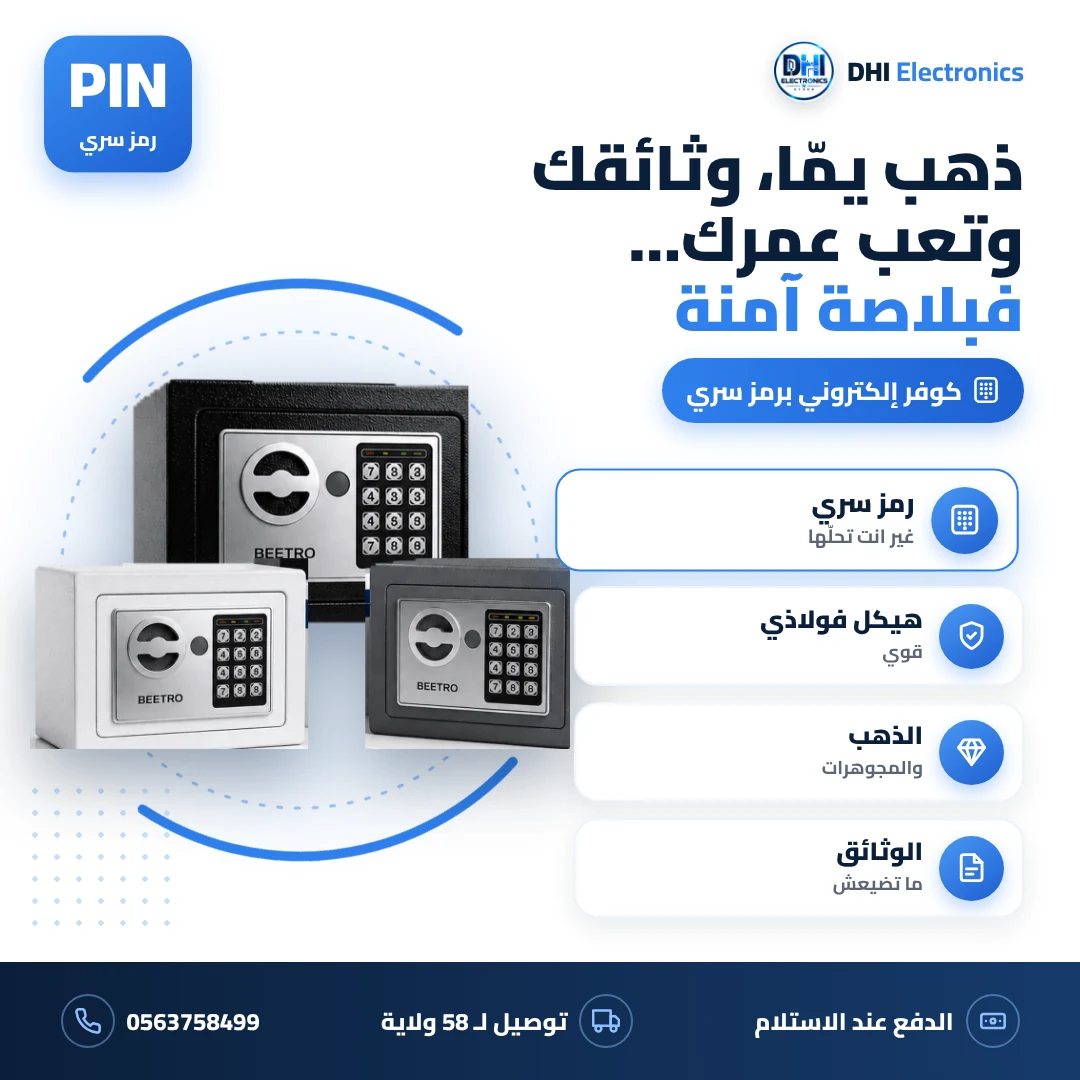 PIN
رمز سري
DHI
ELECTRONICS
DHI Electronics
ذهب يمّا، وثائقك
وتعب عمرك...
فبلاصة آمنة
كوفر إلكتروني برمز سري
رمز سري
غير انت تحلّها
هيكل فولاذي
قوي
الذهب
والمجوهرات
الوثائق
ما تضيعش
BEETRO
BEETRO
BEETRO
الدفع عند الاستلام
توصيل لـ 58 ولاية
0563758499